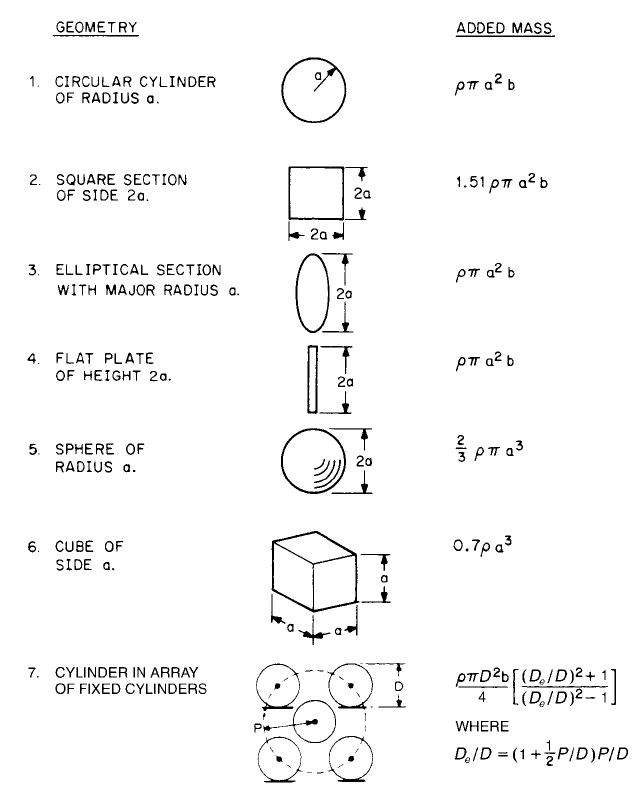 GEOMETRY ADDED MASS
1. CIRCULAR CYLINDER
OF RADIUS a.
a
ρπ a² b
2. SQUARE SECTION
OF SIDE 2a.
2a
2a
1.51 ρπ a² b
3. ELLIPTICAL SECTION
WITH MAJOR RADIUS a.
2a
ρπ a² b
4. FLAT PLATE
OF HEIGHT 2a.
2a
ρπ a² b
5. SPHERE OF
RADIUS a.
2a
2/3 ρπ a³
6. CUBE OF
SIDE a.
a
a
a
0.7ρ a³
7. CYLINDER IN ARRAY
OF FIXED CYLINDERS
D
P
ρπD²b/4 [(Dₑ/D)²+1/(Dₑ/D)²−1]
WHERE
Dₑ/D = (1+½P/D)P/D